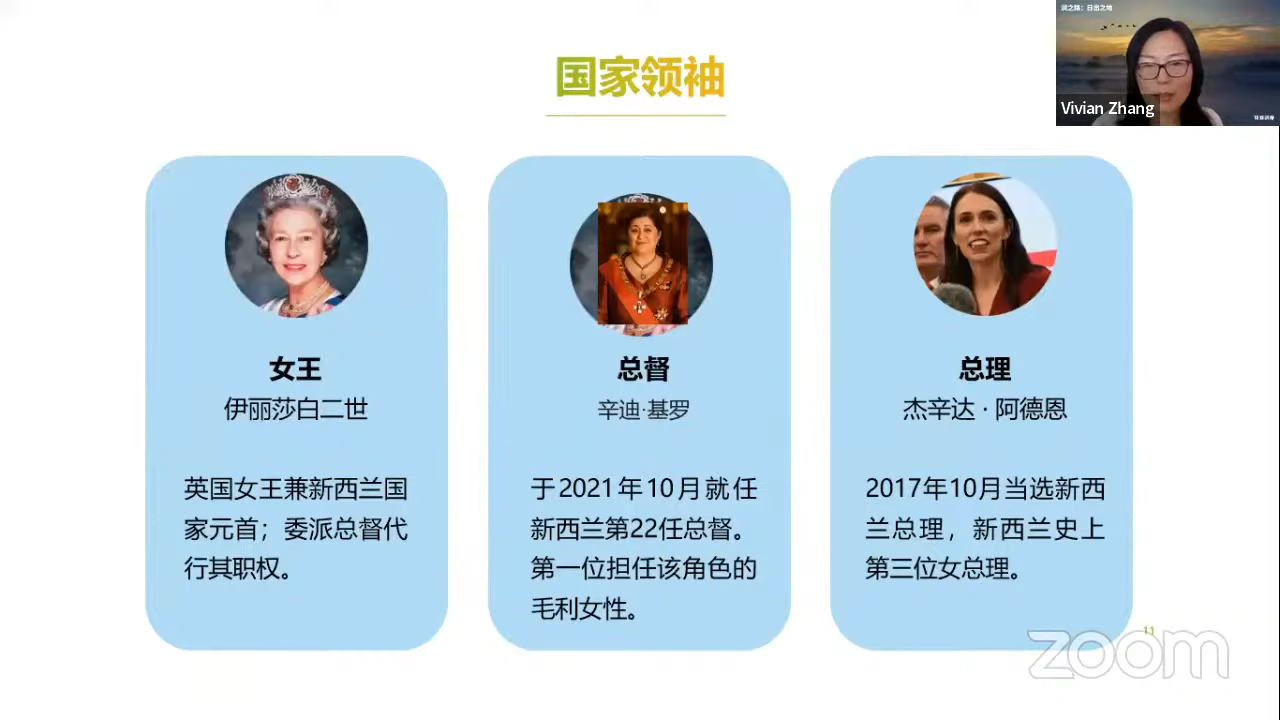 国家领袖
Vivian Zhang
女王
伊丽莎白二世
英国女王兼新西兰国
家元首；委派总督代
行其职权。
总督
辛迪·基罗
于2021年10月就任
新西兰第22任总督。
第一位担任该角色的
毛利女性。
总理
杰辛达 · 阿德恩
2017年10月当选新西
兰总理，新西兰史上
第三位女总理。
11
zoom